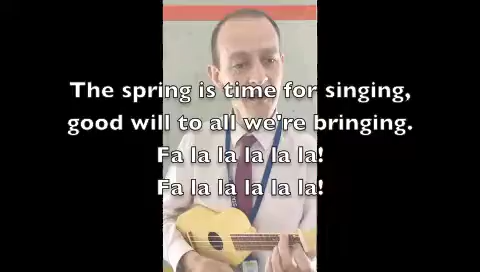 The spring is time for singing,
good will to all we're bringing.
Fa la la la la la!
Fa la la la la la!